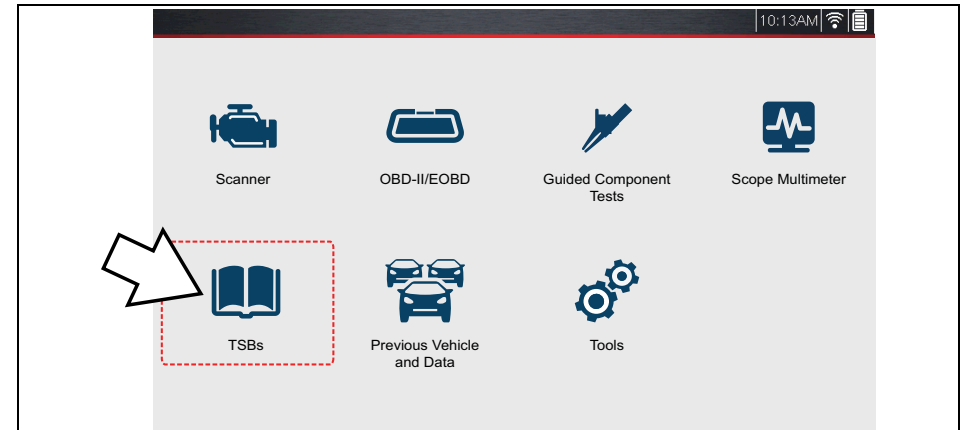 10:13AM
Scanner
OBD-II/EOBD
Guided Component
Tests
Scope Multimeter
TSBs
Previous Vehicle
and Data
Tools